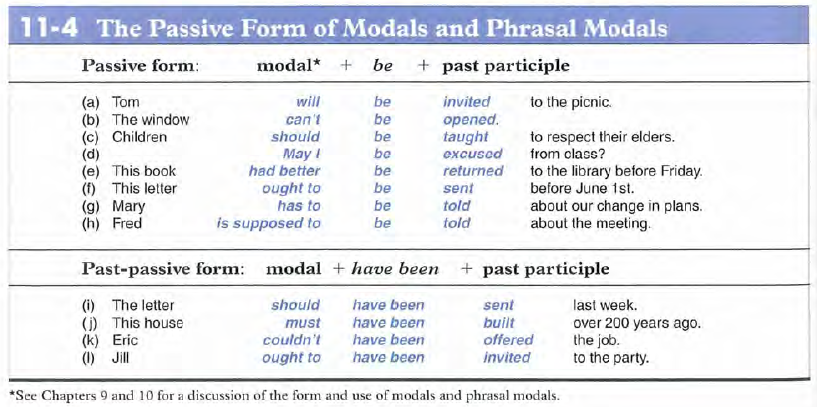 11-4 The Passive Form of Modals and Phrasal Modals
Passive form: modal* + be + past participle
(a) Tom will be invited to the picnic.
(b) The window can't be opened.
(c) Children should be taught to respect their elders.
(d) May I be excused from class?
(e) This book had better be returned to the library before Friday.
(f) This letter ought to be sent before June 1st.
(g) Mary has to be told about our change in plans.
(h) Fred is supposed to be told about the meeting.
Past-passive form: modal + have been + past participle
(i) The letter should have been sent last week.
(j) This house must have been built over 200 years ago.
(k) Eric couldn't have been offered the job.
(l) Jill ought to have been invited to the party.
*See Chapters 9 and 10 for a discussion of the form and use of modals and phrasal modals.